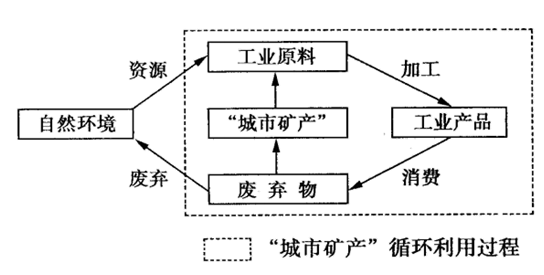 工业原料
资源
加工
自然环境
“城市矿产”
工业产品
废弃
废弃物
消费
“城市矿产”循环利用过程